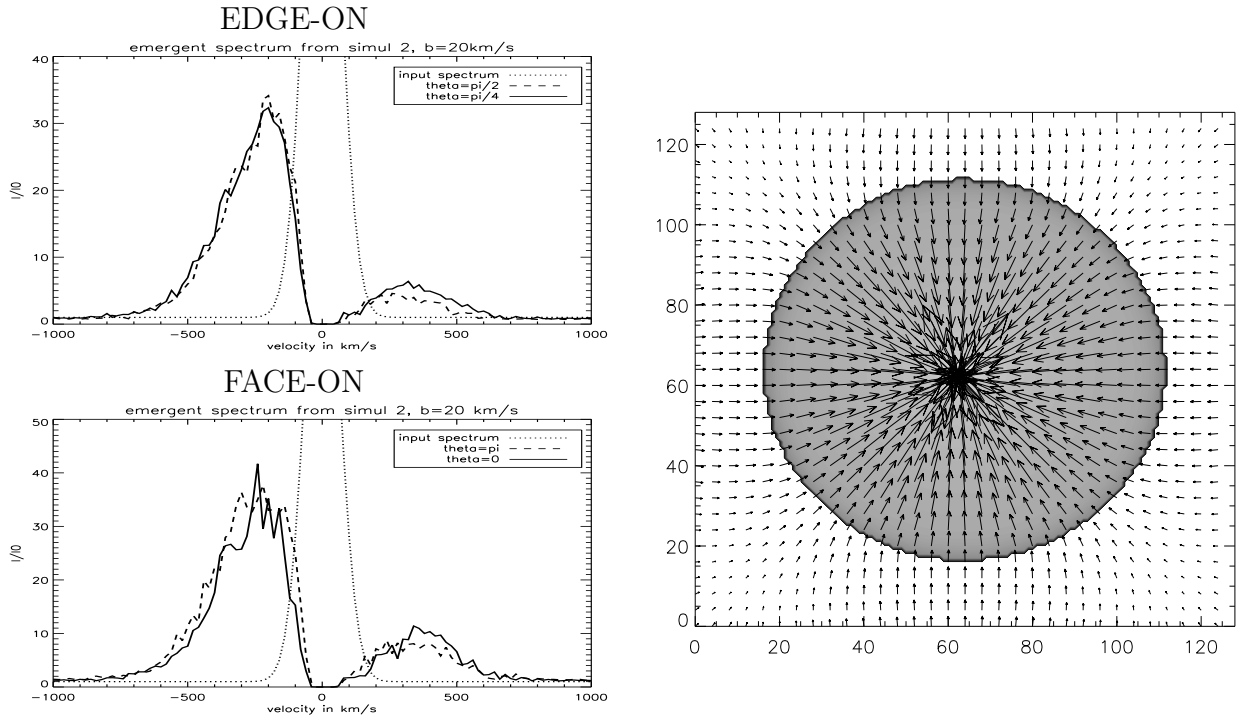 EDGE-ON
emergent spectrum from simul 2, b=20km/s
input spectrum
theta=pi/2
theta=pi/4
I/I0
40
30
20
10
0
−1000
−500
0
500
1000
velocity in km/s
FACE-ON
emergent spectrum from simul 2, b=20 km/s
input spectrum
theta=pi
theta=0
I/I0
50
40
30
20
10
0
−1000
−500
0
500
1000
velocity in km/s
120
100
80
60
40
20
0
0
20
40
60
80
100
120